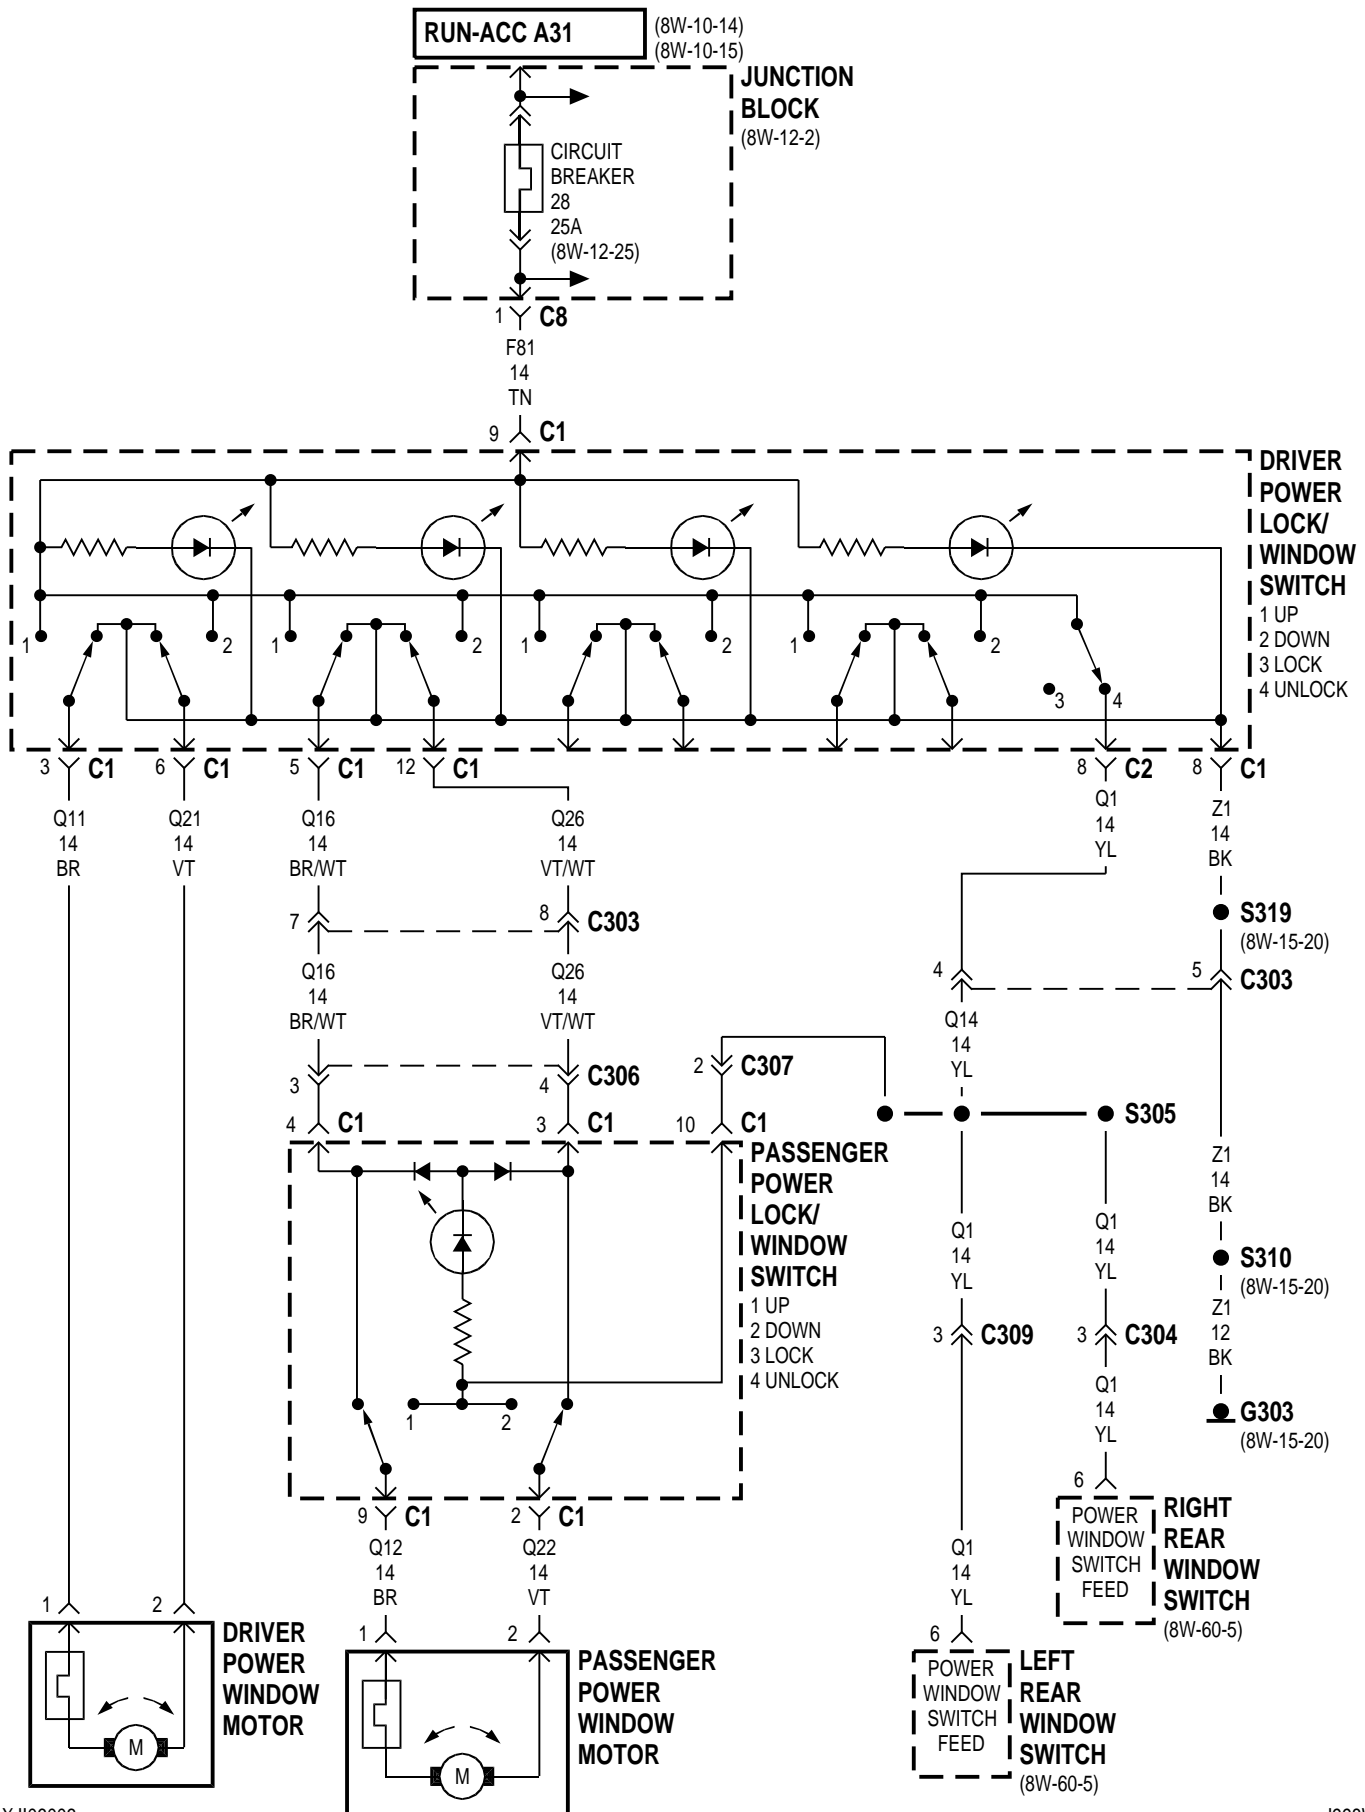 RUN-ACC A31
(8W-10-14)
(8W-10-15)
JUNCTION
BLOCK
(8W-12-2)
CIRCUIT
BREAKER
28
25A
(8W-12-25)
1 C8
F81
14
TN
9 C1
DRIVER
POWER
LOCK/
WINDOW
SWITCH
1 UP
2 DOWN
3 LOCK
4 UNLOCK
1 2 1 2 1 2 1 2
3 4
3 C1 6 C1 5 C1 12 C1 8 C2 8 C1
Q11
14
BR
Q21
14
VT
Q16
14
BR/WT
Q26
14
VT/WT
Q1
14
YL
Z1
14
BK
S319
(8W-15-20)
7 8 C303
4 5 C303
Q16
14
BR/WT
Q26
14
VT/WT
Q14
14
YL
3 4 C306
2 C307
4 C1 3 C1 10 C1
S305
PASSENGER
POWER
LOCK/
WINDOW
SWITCH
1 UP
2 DOWN
3 LOCK
4 UNLOCK
1 2
Z1
14
BK
Q1
14
YL
Q1
14
YL
S310
(8W-15-20)
Z1
12
BK
3 C309
3 C304
Q1
14
YL
G303
(8W-15-20)
9 C1 2 C1
Q12
14
BR
Q22
14
VT
Q1
14
YL
6
POWER
WINDOW
SWITCH
FEED
RIGHT
REAR
WINDOW
SWITCH
(8W-60-5)
1 2
DRIVER
POWER
WINDOW
MOTOR
M
1 2
PASSENGER
POWER
WINDOW
MOTOR
M
6
POWER
WINDOW
SWITCH
FEED
LEFT
REAR
WINDOW
SWITCH
(8W-60-5)